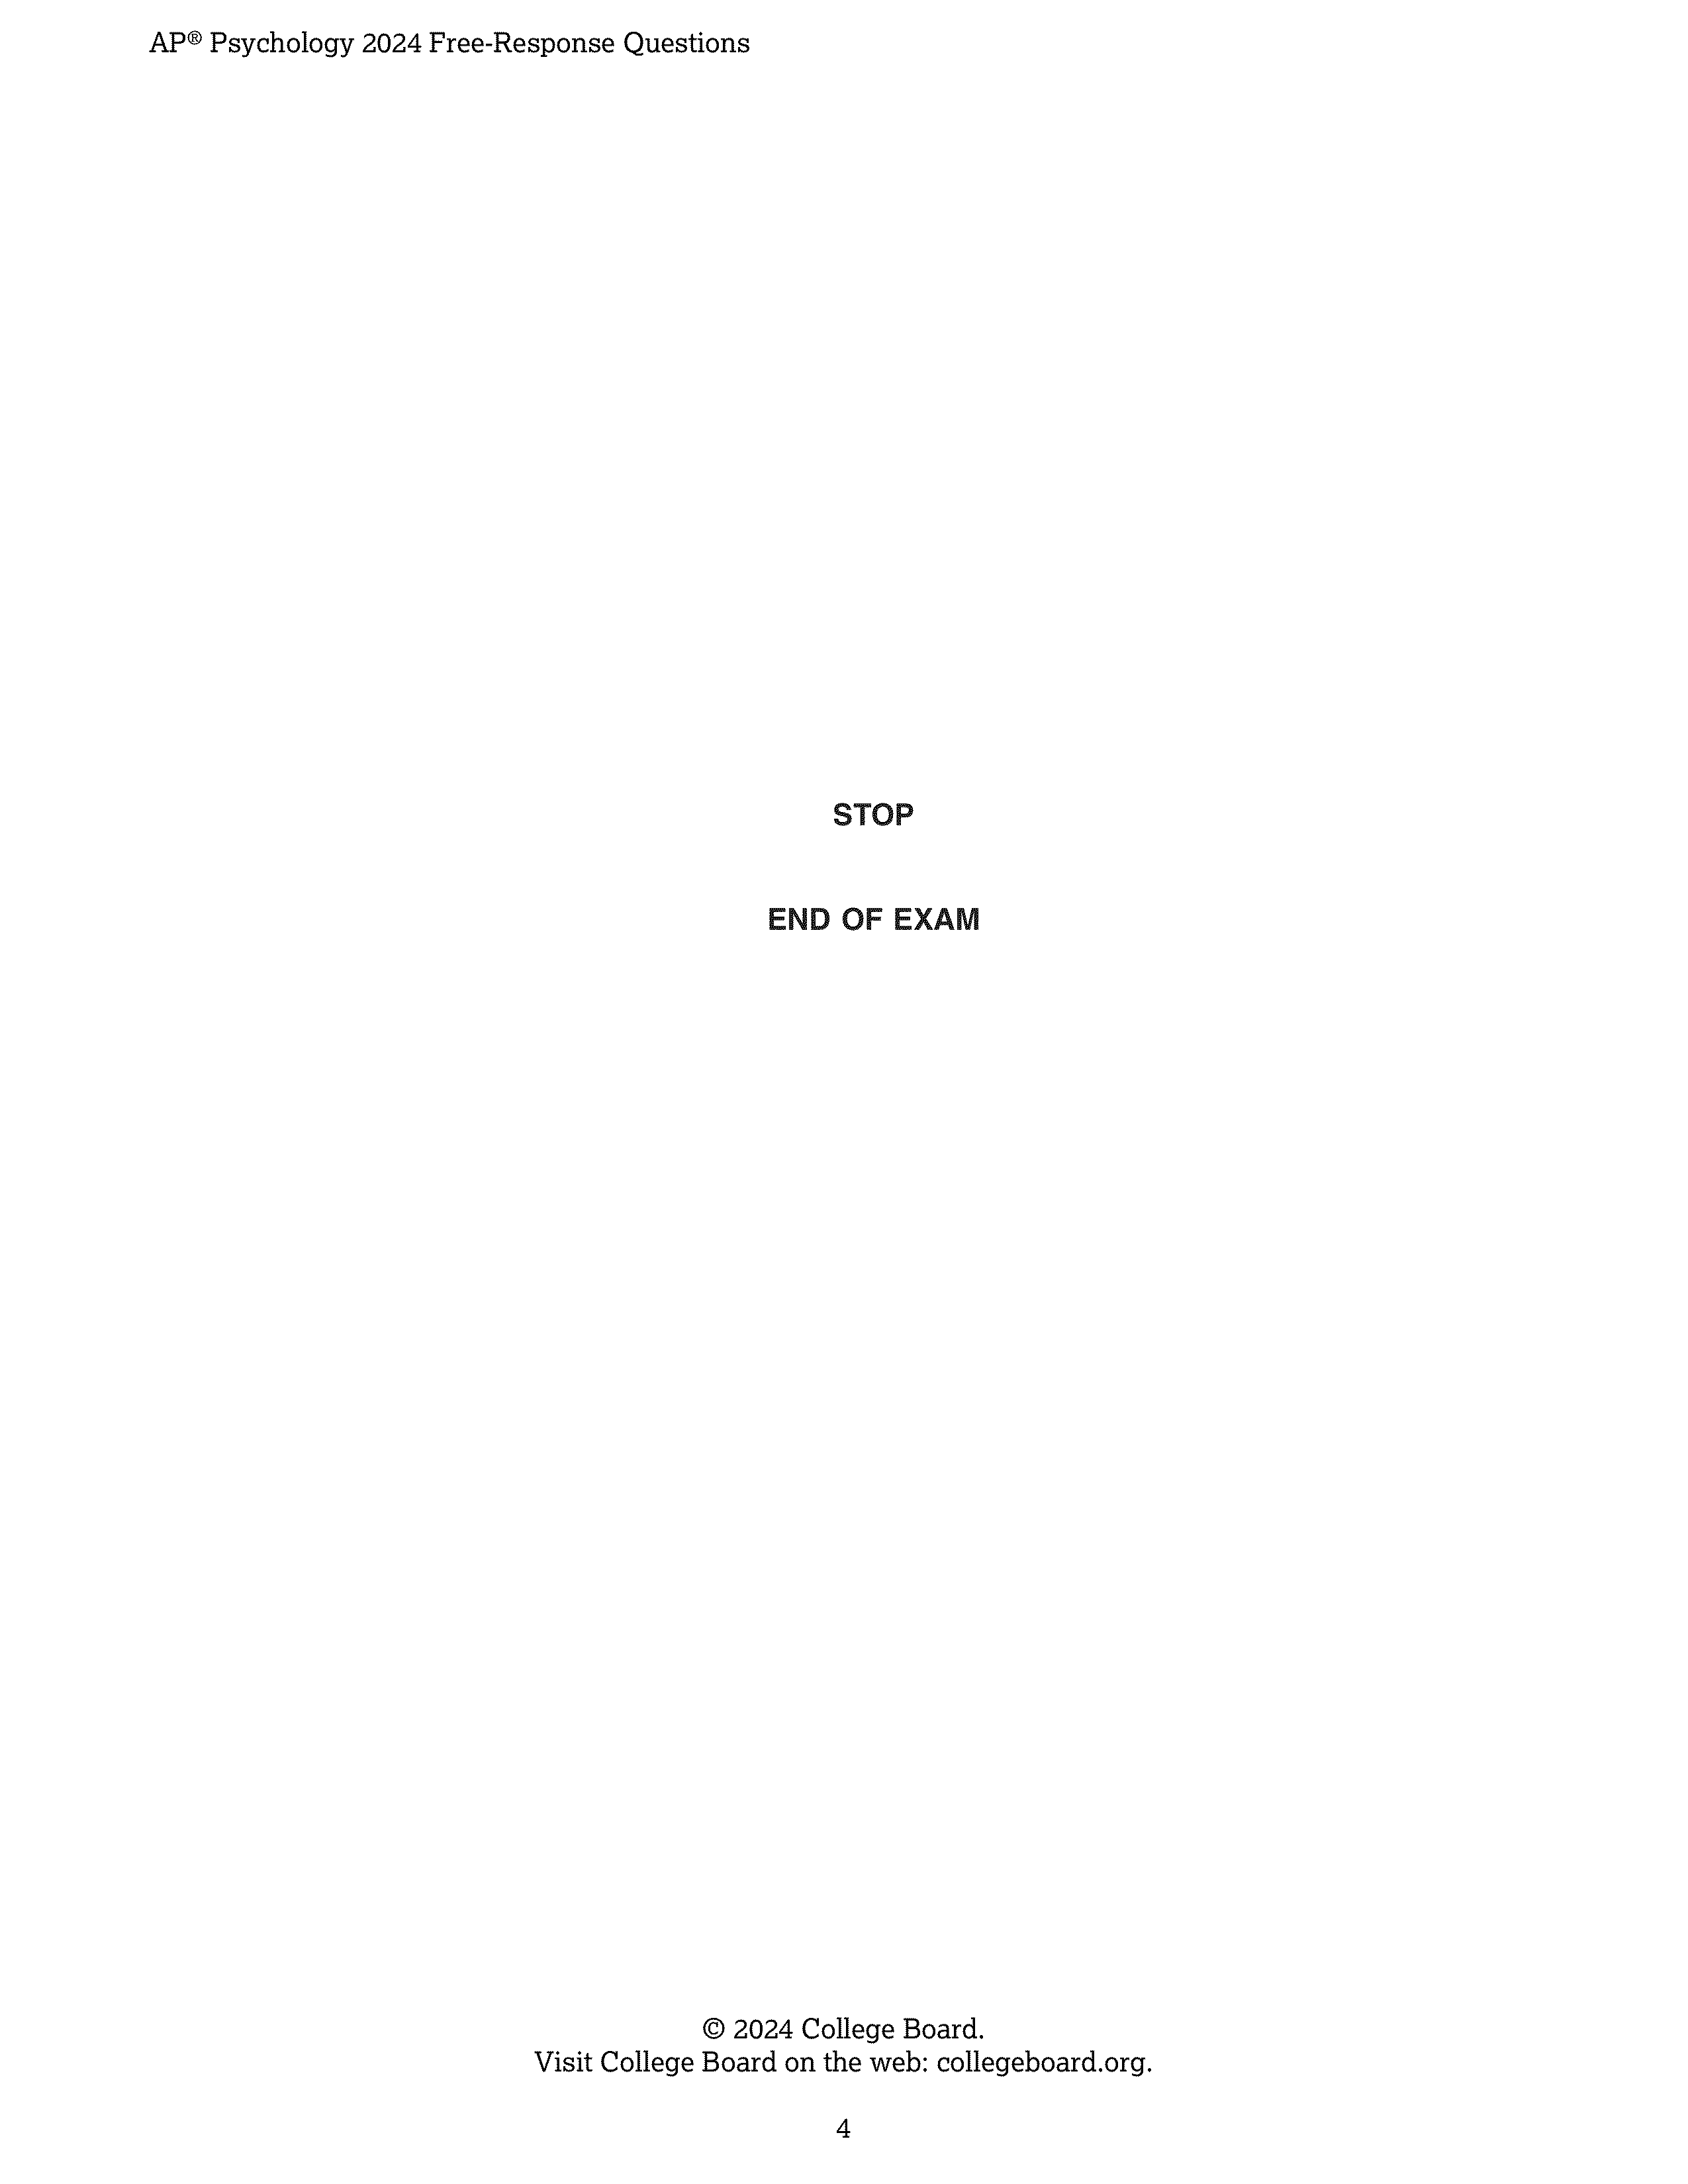 AP® Psychology 2024 Free-Response Questions
STOP
END OF EXAM
© 2024 College Board.
Visit College Board on the web: collegeboard.org.
4